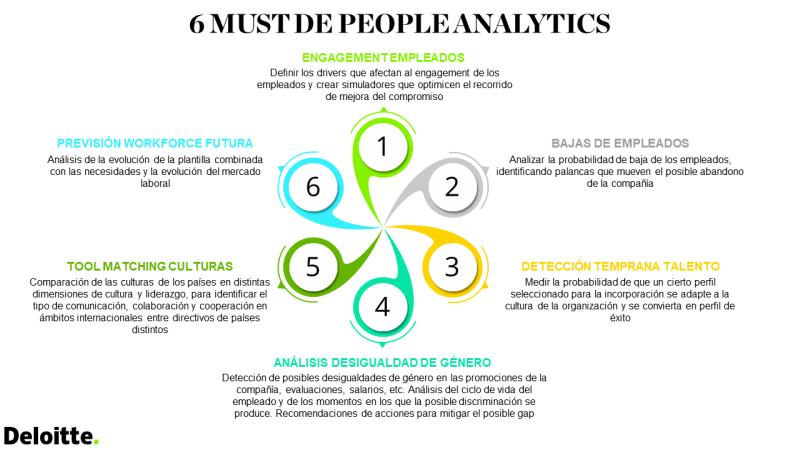 6 MUST DE PEOPLE ANALYTICS
ENGAGEMENT EMPLEADOS
Definir los drivers que afectan al engagement de los
empleados y crear simuladores que optimicen el recorrido
de mejora del compromiso
1
BAJAS DE EMPLEADOS
Analizar la probabilidad de baja de los empleados,
identificando palancas que mueven el posible abandono
de la compañía
2
DETECCIÓN TEMPRANA TALENTO
Medir la probabilidad de que un cierto perfil
seleccionado para la incorporación se adapte a la
cultura de la organización y se convierta en perfil de
éxito
3
ANÁLISIS DESIGUALDAD DE GÉNERO
Detección de posibles desigualdades de género en las promociones de la
compañía, evaluaciones, salarios, etc. Análisis del ciclo de vida del
empleado y de los momentos en los que la posible discriminación se
produce. Recomendaciones de acciones para mitigar el posible gap
4
TOOL MATCHING CULTURAS
Comparación de las culturas de los países en distintas
dimensiones de cultura y liderazgo, para identificar el
tipo de comunicación, colaboración y cooperación en
ámbitos internacionales entre directivos de países
distintos
5
PREVISIÓN WORKFORCE FUTURA
Análisis de la evolución de la plantilla combinada
con las necesidades y la evolución del mercado
laboral
6
Deloitte.